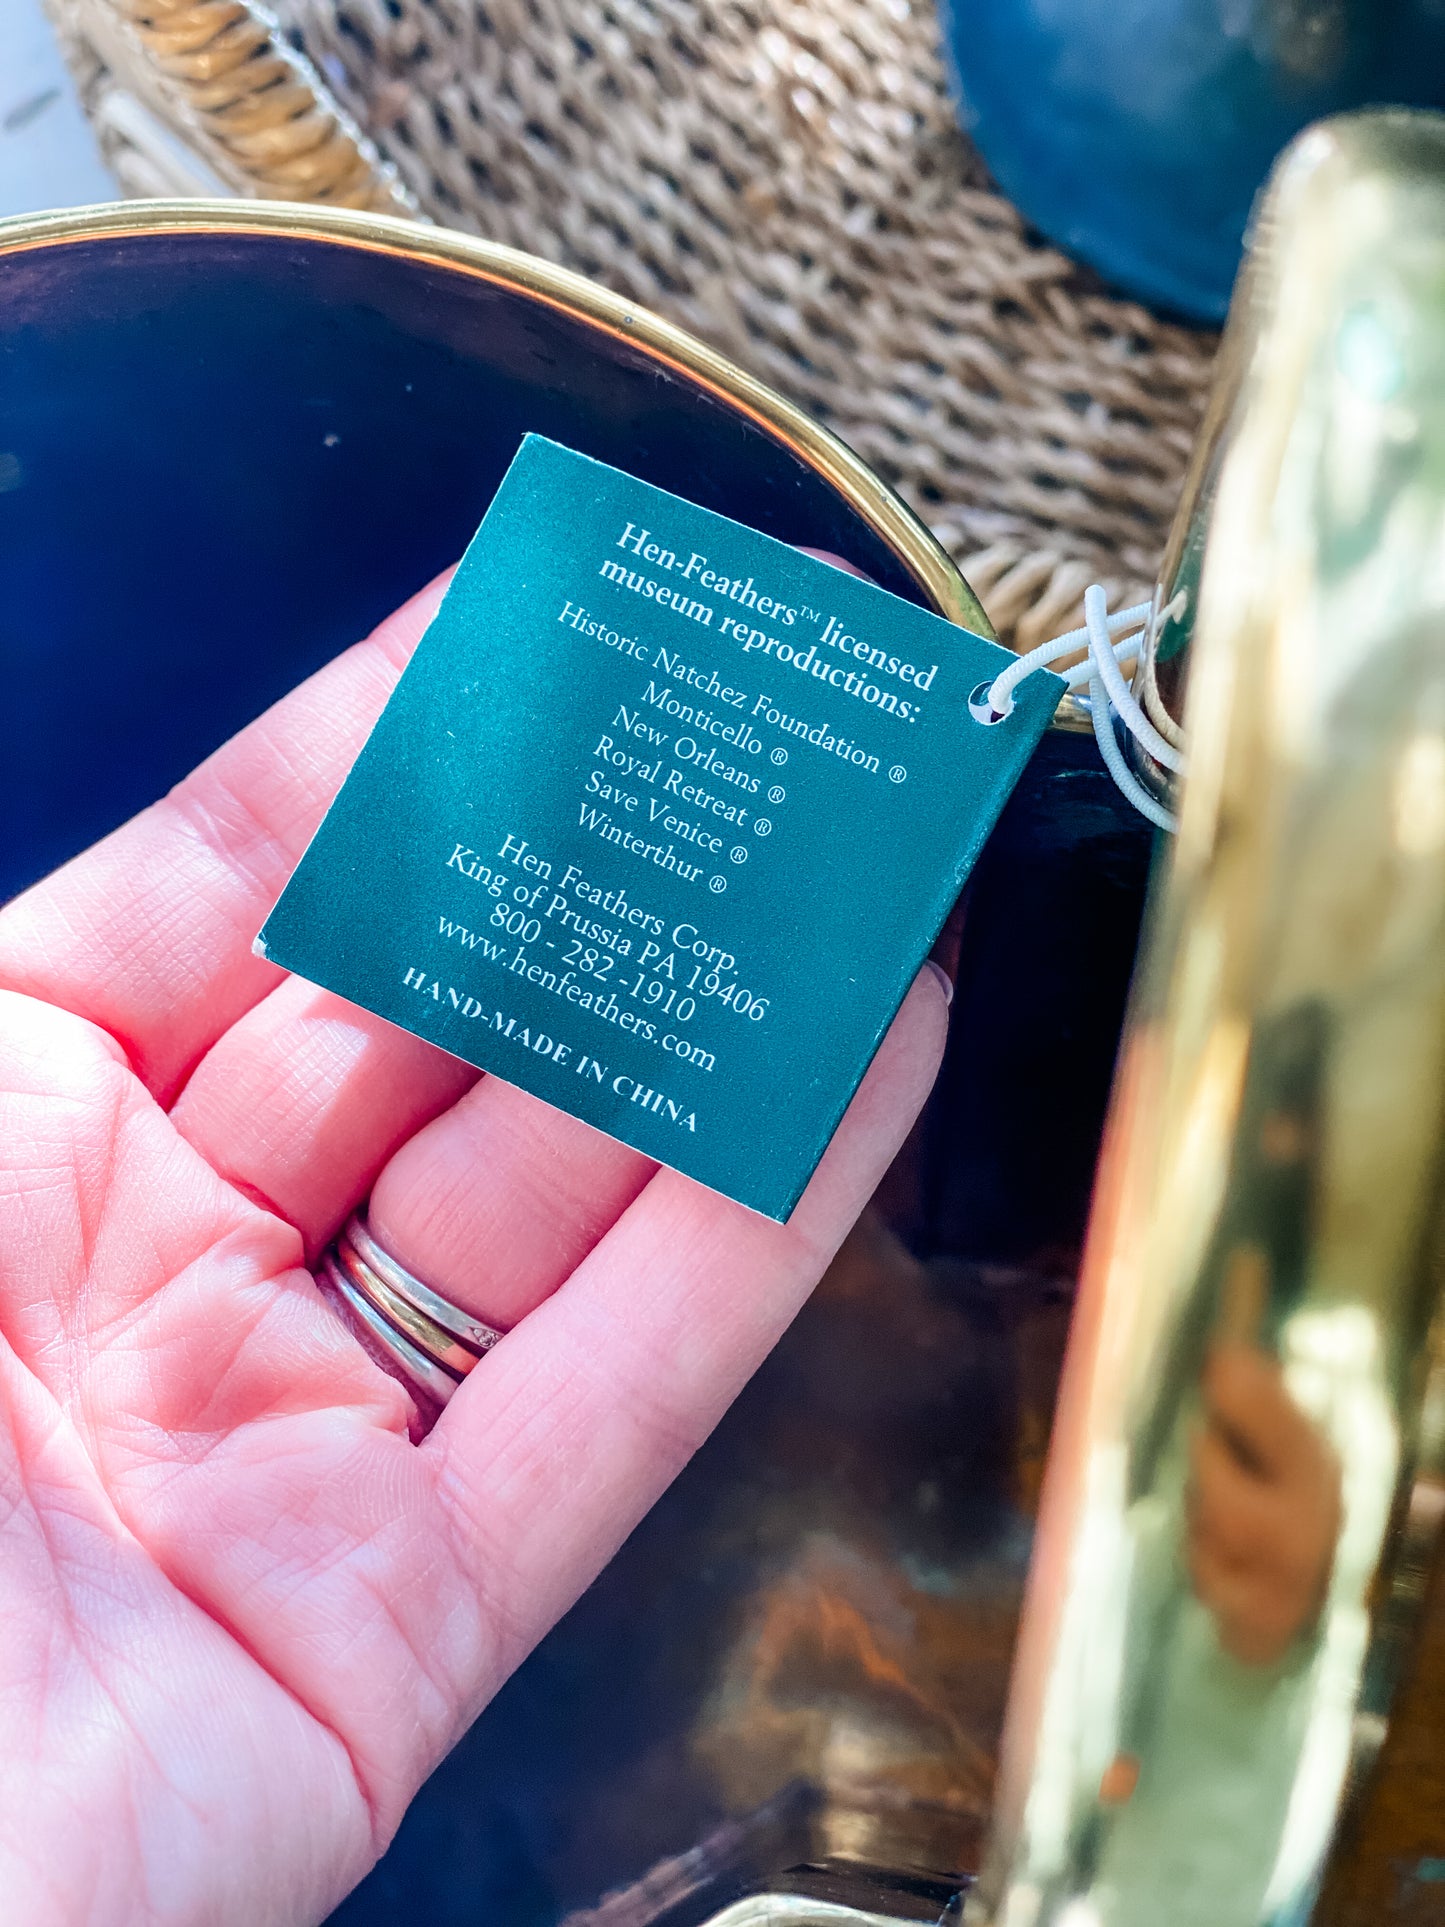 Hen-Feathers™ licensed
museum reproductions:
Historic Natchez Foundation ®
Monticello ®
New Orleans ®
Royal Retreat ®
Save Venice ®
Winterthur ®
Hen Feathers Corp.
King of Prussia PA 19406
800 - 282 -1910
www.henfeathers.com
HAND-MADE IN CHINA